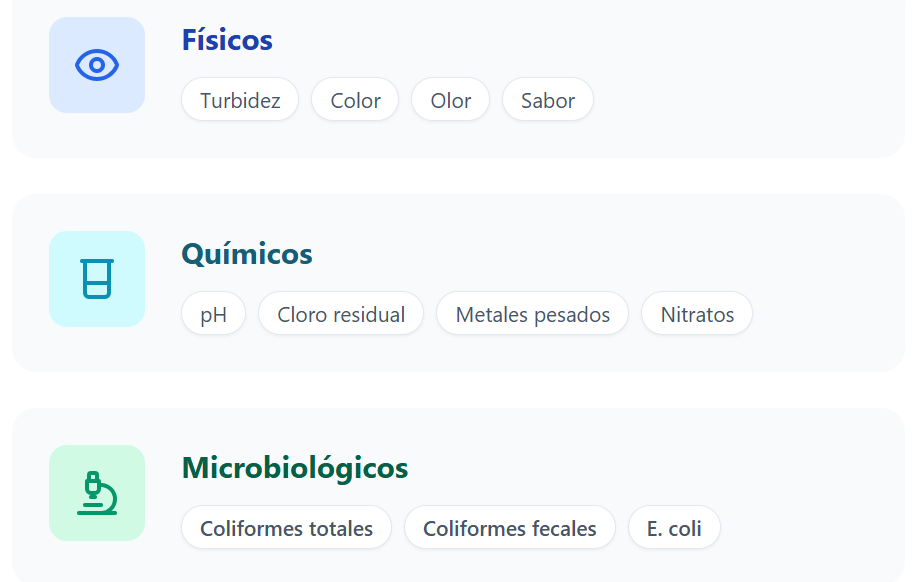 Físicos
Turbidez Color Olor Sabor
Químicos
pH Cloro residual Metales pesados Nitratos
Microbiológicos
Coliformes totales Coliformes fecales E. coli